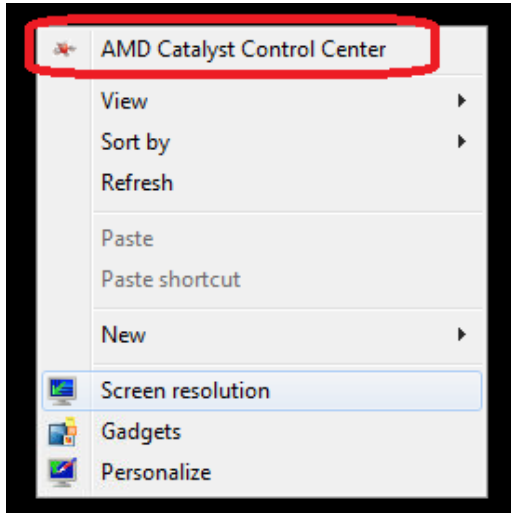 AMD Catalyst Control Center
View
Sort by
Refresh
Paste
Paste shortcut
New
Screen resolution
Gadgets
Personalize